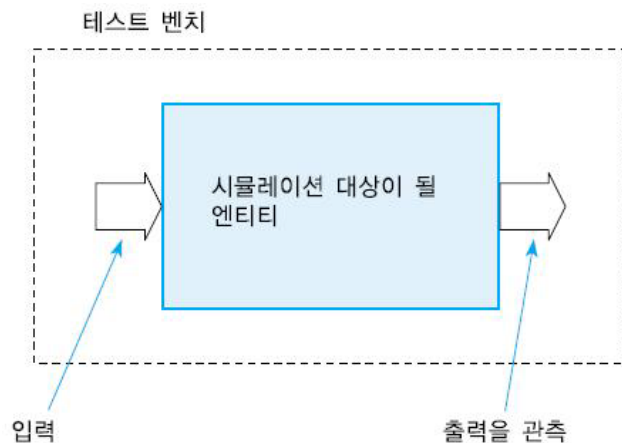 테스트 벤치
시뮬레이션 대상이 될
엔티티
입력
출력을 관측